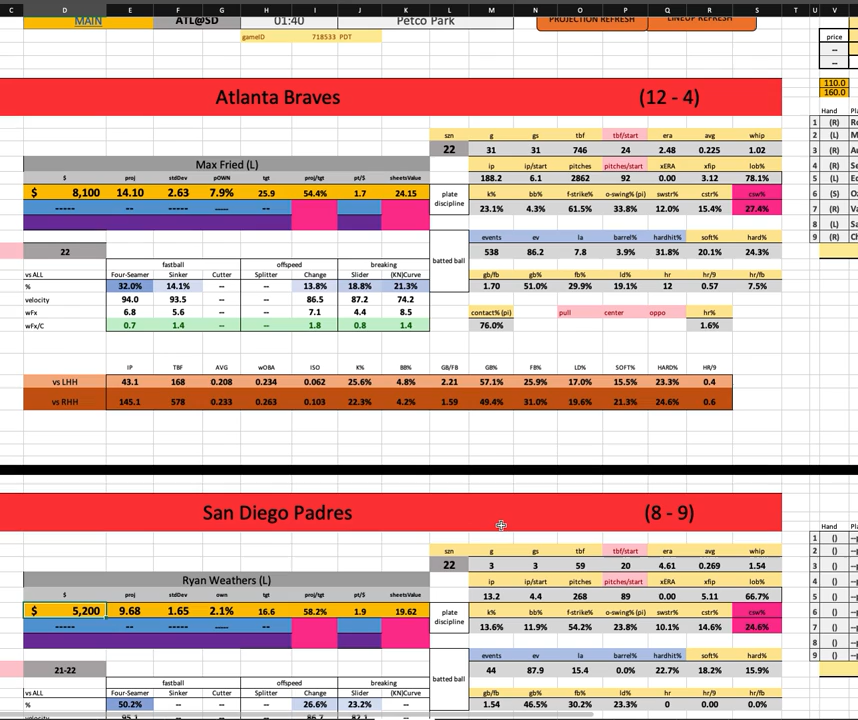 C D E F G H I J K L M N O P Q R S T U V
MAIN ATL@SD 01:40 Petco Park PROJECTION REFRESH LINEUP REFRESH
gameID 718533 PDT price
--
--
Atlanta Braves (12 - 4) 110.0
160.0
Hand
szn g gs tbf tbf/start era avg whip
22 31 31 746 24 2.48 0.225 1.02
Max Fried (L) ip ip/start pitches pitches/start xERA xfip lob%
$ proj stdDev pOWN tgt proj/tgt pt/$ sheetsValue 188.2 6.1 2862 92 0.00 3.12 78.1%
$ 8,100 14.10 2.63 7.9% 25.9 54.4% 1.7 24.15 plate discipline k% bb% f-strike% o-swing% (pi) swstr% cstr% csw%
----- -- ----- -- 23.1% 4.3% 61.5% 33.8% 12.0% 15.4% 27.4%
1 (R)
2 (L)
3 (R)
4 (R)
5 (L)
6 (S)
7 (R)
8 (L)
9 (R)
22 batted ball events ev la barrel% hardhit% soft% hard%
538 86.2 7.8 3.9% 31.8% 20.1% 24.3%
fastball offspeed breaking
vs ALL Four-Seamer Sinker Cutter Splitter Change Slider (KN)Curve gb/fb gb% fb% ld% hr hr/9 hr/fb
% 32.0% 14.1% -- -- 13.8% 18.8% 21.3% 1.70 51.0% 29.9% 19.1% 12 0.57 7.5%
velocity 94.0 93.5 -- -- 86.5 87.2 74.2
wFx 6.8 5.6 -- -- 7.1 4.4 8.5 contact% (pi) pull center oppo hr%
wFx/C 0.7 1.4 -- -- 1.8 0.8 1.4 76.0% 1.6%
IP TBF AVG wOBA ISO K% BB% GB/FB GB% FB% LD% SOFT% HARD% HR/9
vs LHH 43.1 168 0.208 0.234 0.062 25.6% 4.8% 2.21 57.1% 25.9% 17.0% 15.5% 23.3% 0.4
vs RHH 145.1 578 0.233 0.263 0.103 22.3% 4.2% 1.59 49.4% 31.0% 19.6% 21.3% 24.6% 0.6
San Diego Padres (8 - 9)
Hand
szn g gs tbf tbf/start era avg whip
22 3 3 59 20 4.61 0.269 1.54
Ryan Weathers (L) ip ip/start pitches pitches/start xERA xfip lob%
$ proj stdDev own tgt proj/tgt pt/$ sheetsValue 13.2 4.4 268 89 0.00 5.11 66.7%
$ 5,200 9.68 1.65 2.1% 16.6 58.2% 1.9 19.62 plate discipline k% bb% f-strike% o-swing% (pi) swstr% cstr% csw%
----- -- ----- -- 13.6% 11.9% 54.2% 23.8% 10.1% 14.6% 24.6%
1 ()
2 ()
3 ()
4 ()
5 ()
6 ()
7 ()
8 ()
9 ()
21-22 batted ball events ev la barrel% hardhit% soft% hard%
44 87.9 15.4 0.0% 22.7% 18.2% 15.9%
fastball offspeed breaking
vs ALL Four-Seamer Sinker Cutter Splitter Change Slider (KN)Curve gb/fb gb% fb% ld% hr hr/9 hr/fb
% 50.2% -- -- -- 26.6% 23.2% -- 1.54 46.5% 30.2% 23.3% 0 0.00 0.0%
velocity